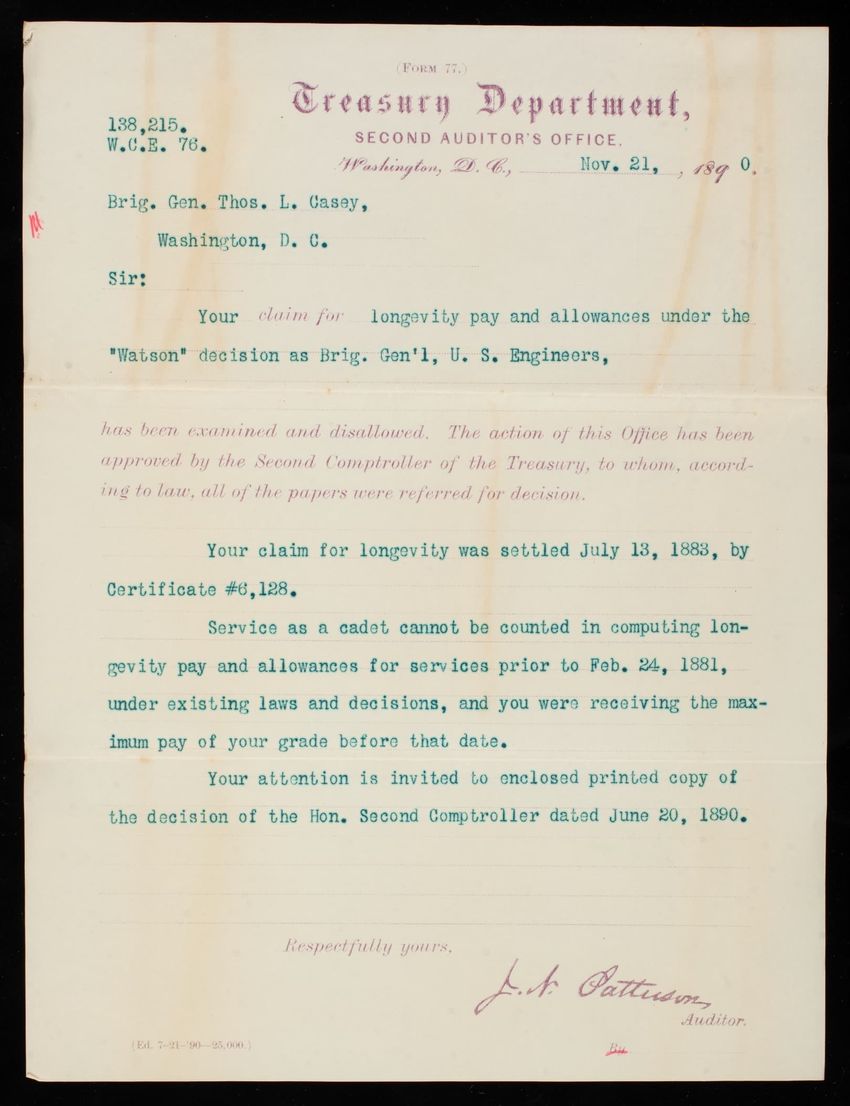 (FORM 77.)
Treasury Department,
138,215.
SECOND AUDITOR'S OFFICE,
W.C.E. 76.
Washington, D. C., Nov. 21, , 1890.
Brig. Gen. Thos. L. Casey,
Washington, D. C.
Sir:
Your claim for longevity pay and allowances under the
"Watson" decision as Brig. Gen'l, U. S. Engineers,
has been examined and disallowed. The action of this Office has been
approved by the Second Comptroller of the Treasury, to whom, accord-
ing to law, all of the papers were referred for decision.
Your claim for longevity was settled July 13, 1883, by
Certificate #6,128.
Service as a cadet cannot be counted in computing lon-
gevity pay and allowances for services prior to Feb. 24, 1881,
under existing laws and decisions, and you were receiving the max-
imum pay of your grade before that date.
Your attention is invited to enclosed printed copy of
the decision of the Hon. Second Comptroller dated June 20, 1890.
Respectfully yours,
J. N. Patterson,
Auditor.
(Ed. 7-21-'90—25,000.)
By